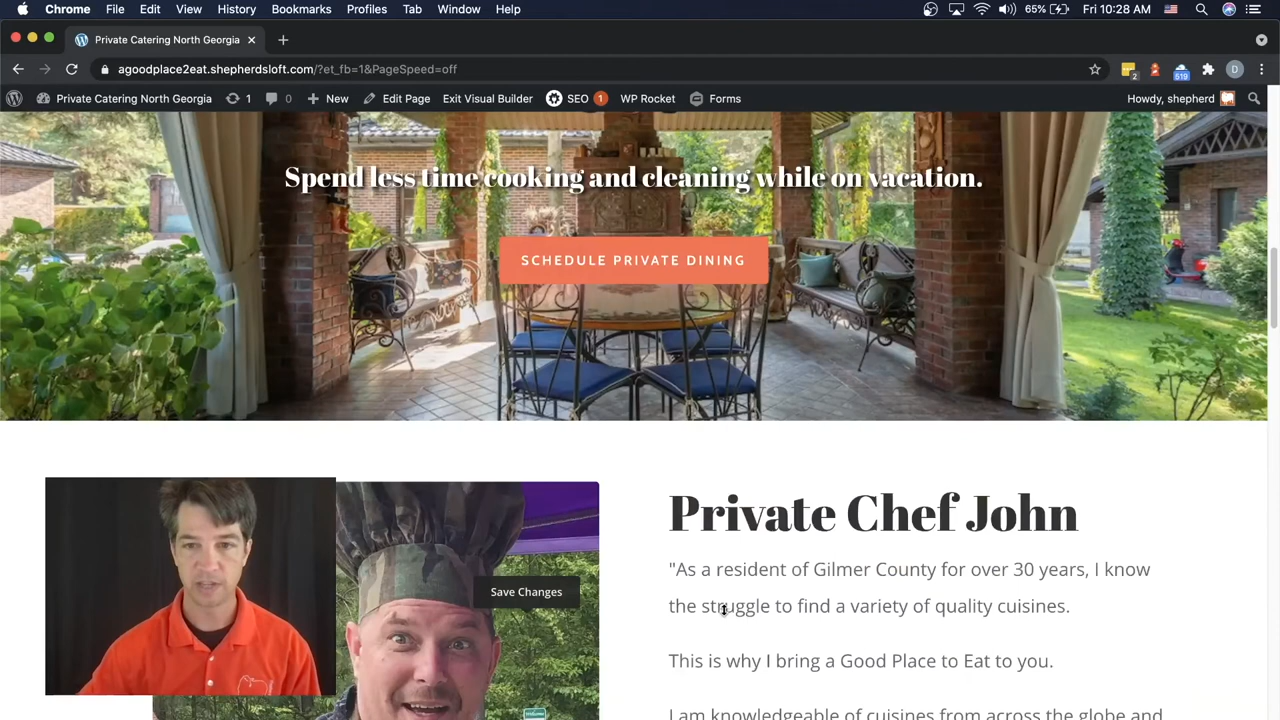 Chrome File Edit View History Bookmarks Profiles Tab Window Help 65% Fri 10:28 AM
Private Catering North Georgia
agoodplace2eat.shepherdsloft.com/?et_fb=1&PageSpeed=off 2 519 D
Private Catering North Georgia 1 0 New Edit Page Exit Visual Builder SEO 1 WP Rocket Forms Howdy, shepherd
Spend less time cooking and cleaning while on vacation.
SCHEDULE PRIVATE DINING
Private Chef John
"As a resident of Gilmer County for over 30 years, I know
the struggle to find a variety of quality cuisines.
Save Changes
This is why I bring a Good Place to Eat to you.
I am knowledgeable of cuisines from across the globe and